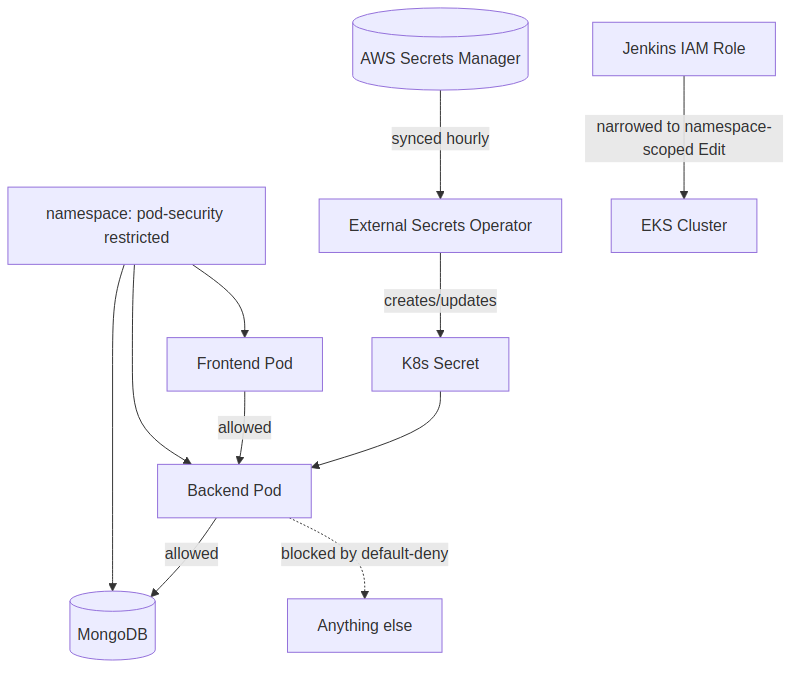 AWS Secrets Manager
Jenkins IAM Role
synced hourly
narrowed to namespace-
scoped Edit
namespace: pod-security
restricted
External Secrets Operator
EKS Cluster
creates/updates
Frontend Pod
K8s Secret
allowed
Backend Pod
allowed
blocked by default-deny
MongoDB
Anything else